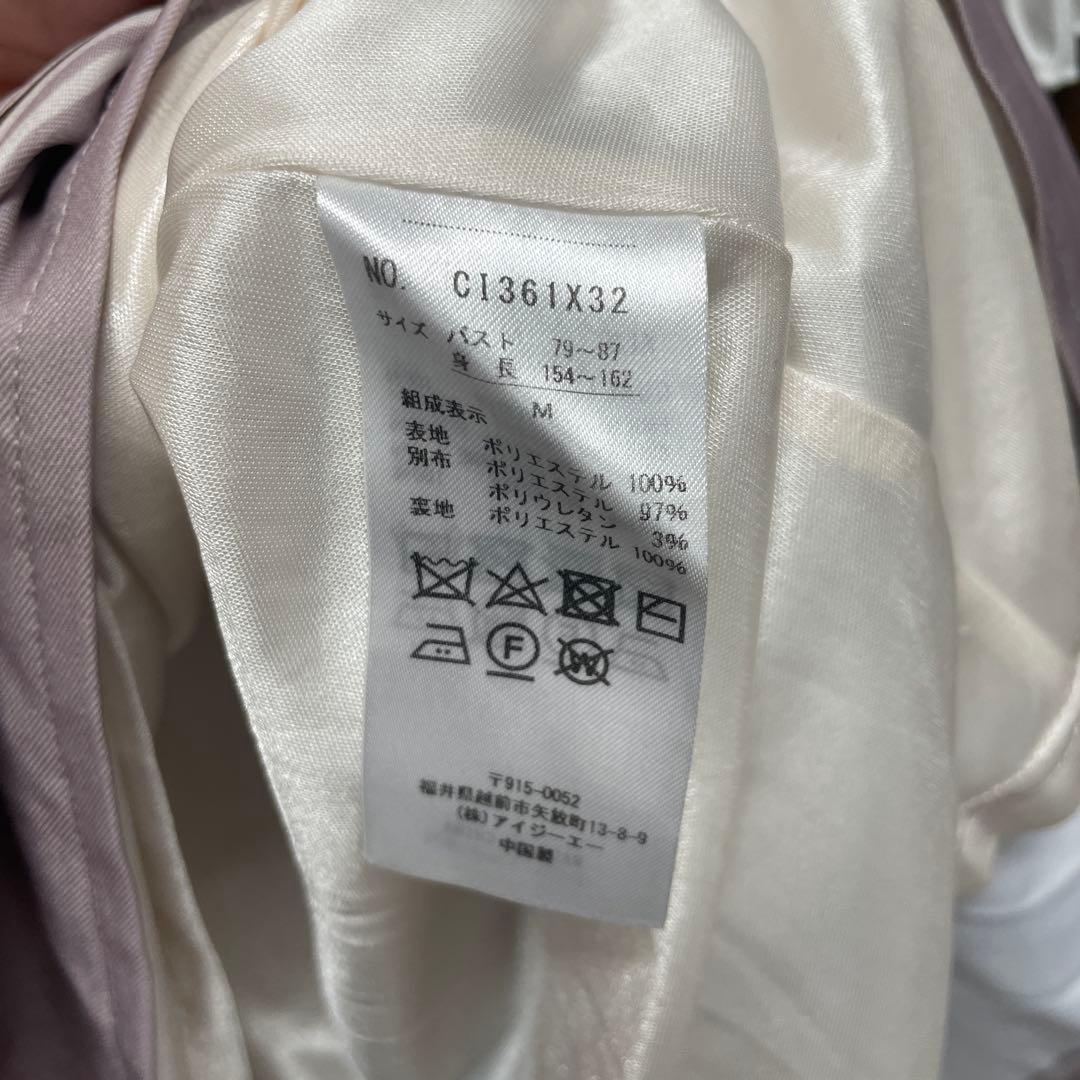 NO. CI361X32
サイズ バスト 79～87
身長 154～162
組成表示 M
表地 ポリエステル 100%
別布 ポリエステル 97%
ポリウレタン 3%
裏地 ポリエステル 100%
F
W
〒915-0052
福井県越前市矢放町13-8-9
(株)アイジーエー
中国製